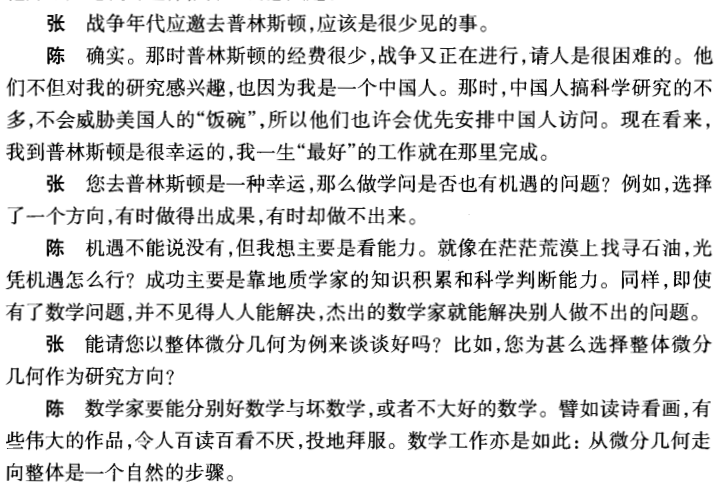 张 战争年代应邀去普林斯顿,应该是很少见的事。
陈 确实。那时普林斯顿的经费很少,战争又正在进行,请人是很困难的。他
们不但对我的研究感兴趣,也因为我是一个中国人。那时,中国人搞科学研究的不
多,不会威胁美国人的“饭碗”,所以他们也许会优先安排中国人访问。现在看来,
我到普林斯顿是很幸运的,我一生“最好”的工作就在那里完成。
张 您去普林斯顿是一种幸运,那么做学问是否也有机遇的问题?例如,选择
了一个方向,有时做得出成果,有时却做不出来。
陈 机遇不能说没有,但我想主要是看能力。就像在茫茫荒漠上找寻石油,光
凭机遇怎么行?成功主要是靠地质学家的知识积累和科学判断能力。同样,即使
有了数学问题,并不见得人人能解决,杰出的数学家就能解决别人做不出的问题。
张 能请您以整体微分几何为例来谈谈好吗?比如,您为甚么选择整体微分
几何作为研究方向?
陈 数学家要能分别好数学与坏数学,或者不大好的数学。譬如读诗看画,有
些伟大的作品,令人百读百看不厌,投地拜服。数学工作亦是如此:从微分几何走
向整体是一个自然的步骤。